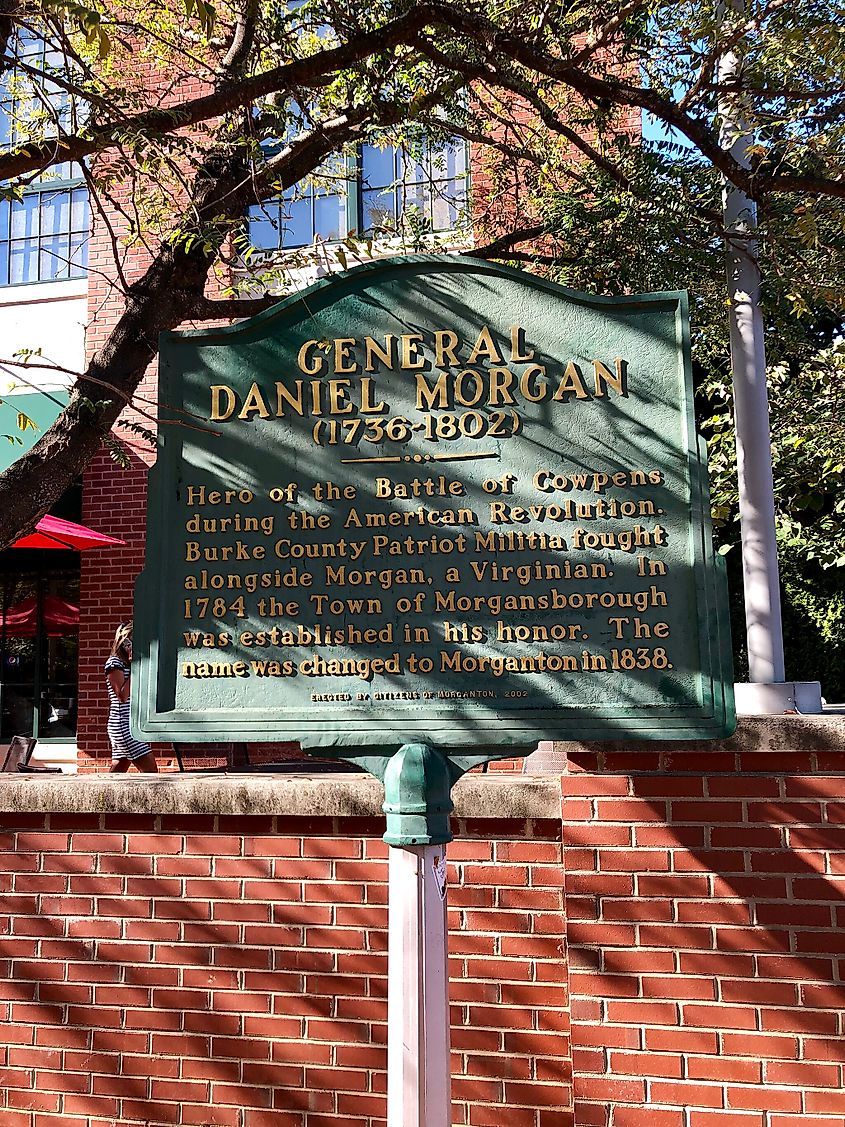 GENERAL
DANIEL MORGAN
(1736-1802)
Hero of the Battle of Cowpens
during the American Revolution.
Burke County Patriot Militia fought
alongside Morgan, a Virginian. In
1784 the Town of Morgansborough
was established in his honor. The
name was changed to Morganton in 1838.
ERECTED BY CITIZENS OF MORGANTON, 2002